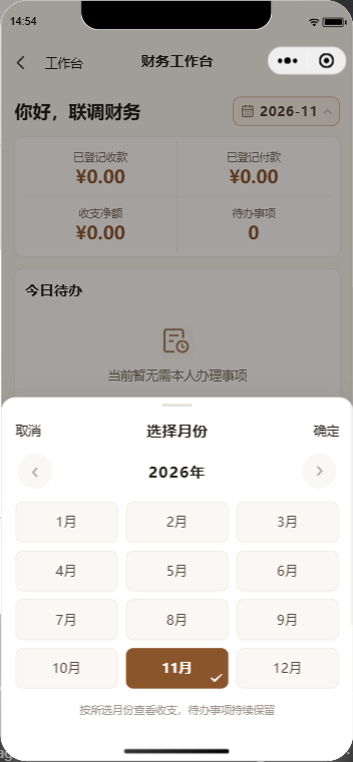 14:54
工作台 财务工作台
你好，联调财务 2026-11
已登记收款 已登记付款
¥0.00 ¥0.00
收支净额 待办事项
¥0.00 0
今日待办
当前暂无需本人办理事项
取消 选择月份 确定
2026年
1月 2月 3月
4月 5月 6月
7月 8月 9月
10月 11月 12月
按所选月份查看收支，待办事项持续保留